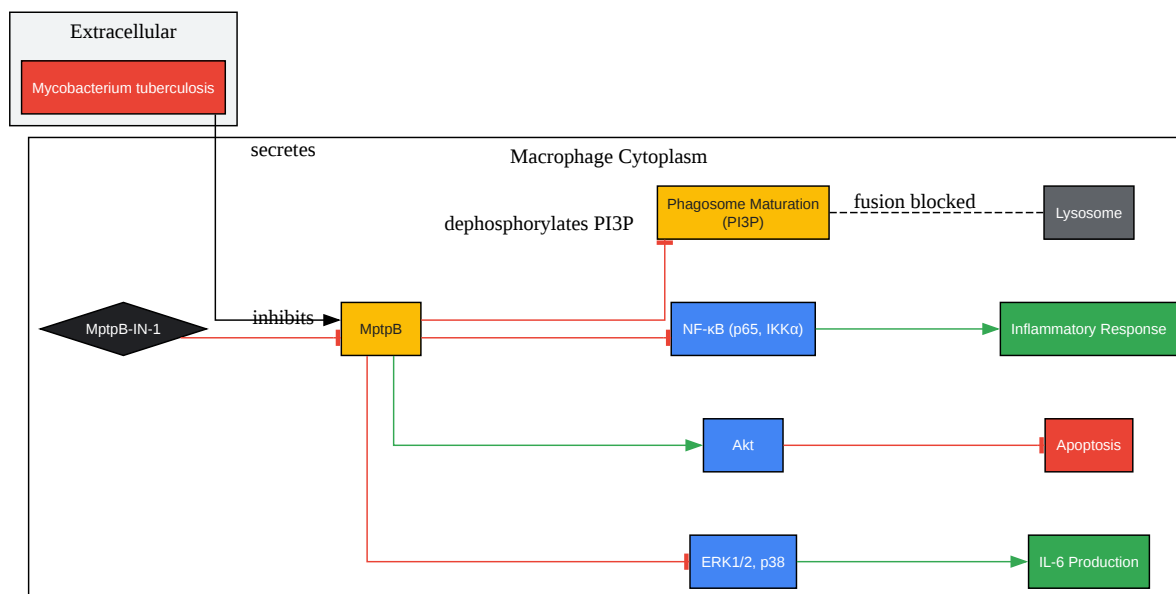 Extracellular
Mycobacterium tuberculosis
secretes
Macrophage Cytoplasm
Phagosome Maturation
(PI3P)
fusion blocked
Lysosome
dephosphorylates PI3P
MptpB-IN-1
inhibits
MptpB
NF-κB (p65, IKKα)
Inflammatory Response
Akt
Apoptosis
ERK1/2, p38
IL-6 Production